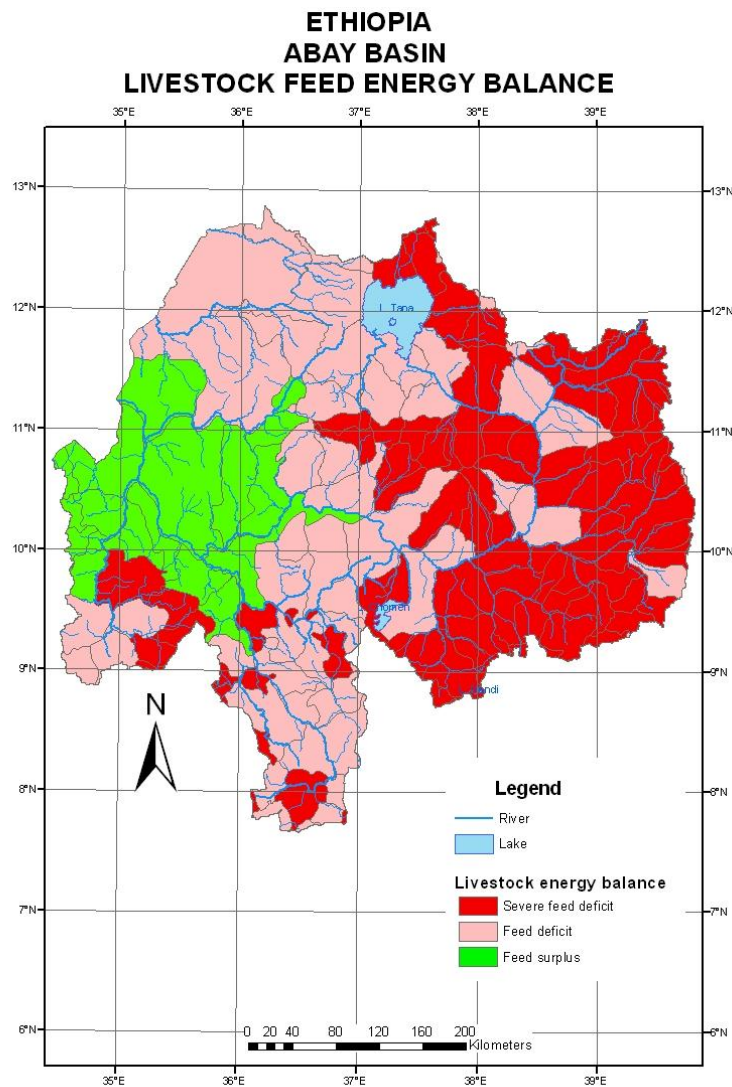 ETHIOPIA
ABAY BASIN
LIVESTOCK FEED ENERGY BALANCE
35°E 36°E 37°E 38°E 39°E
13°N 13°N
12°N 12°N
L. Tana
11°N 11°N
10°N 10°N
9°N 9°N
N
8°N 8°N
Legend
River
Lake
Livestock energy balance
7°N 7°N
Severe feed deficit
Feed deficit
Feed surplus
6°N 6°N
0 20 40 80 120 160 200
Kilometers
35°E 36°E 37°E 38°E 39°E